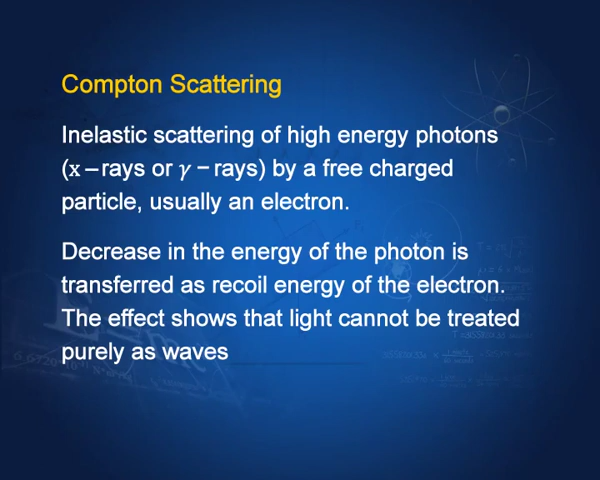 Compton Scattering
Inelastic scattering of high energy photons
(x – rays or γ – rays) by a free charged
particle, usually an electron.
Decrease in the energy of the photon is
transferred as recoil energy of the electron.
The effect shows that light cannot be treated
purely as waves